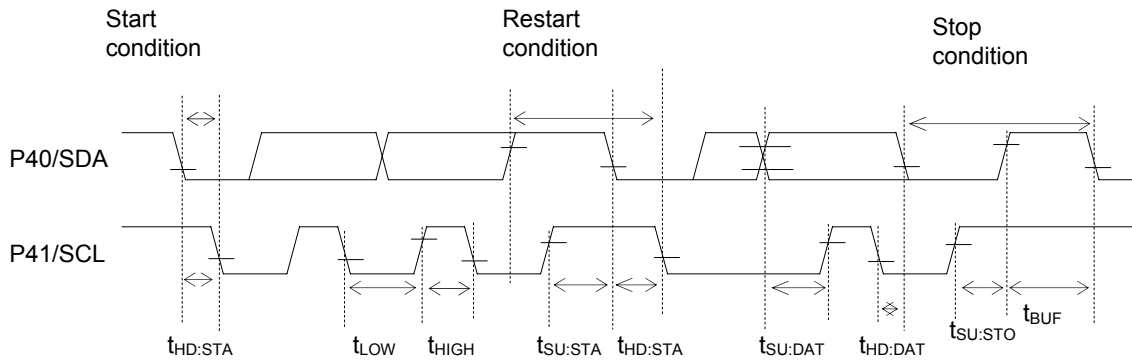 Start
condition
Restart
condition
Stop
condition
P40/SDA
P41/SCL
tHD:STA
tLOW
tHIGH
tSU:STA
tHD:STA
tSU:DAT
tHD:DAT
tSU:STO
tBUF